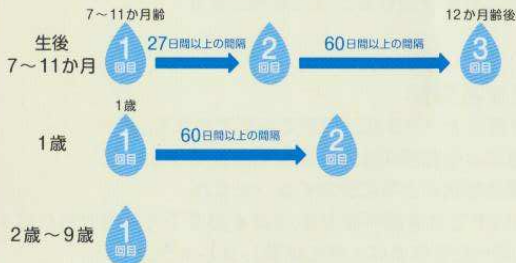 7～11か月齢
12か月齢後
生後
7～11か月
1
回目
27日間以上の間隔
2
回目
60日間以上の間隔
3
回目
1歳
1歳
1
回目
60日間以上の間隔
2
回目
2歳～9歳
1
回目